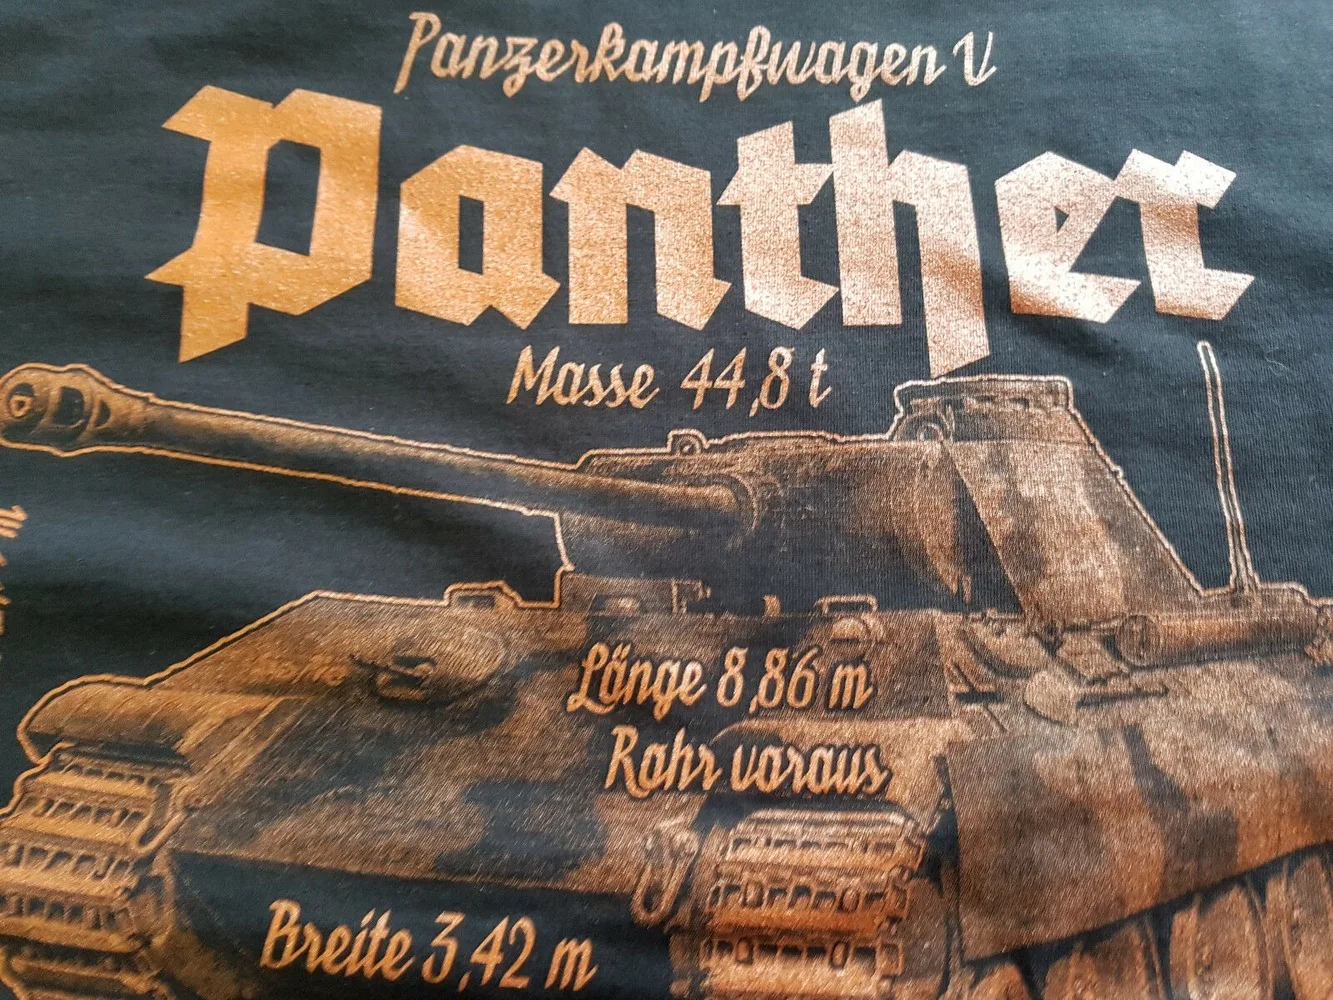 Panzerkampfwagen V
Panther
Masse 44,8 t
Länge 8,86 m
Rohr voraus
Breite 3,42 m